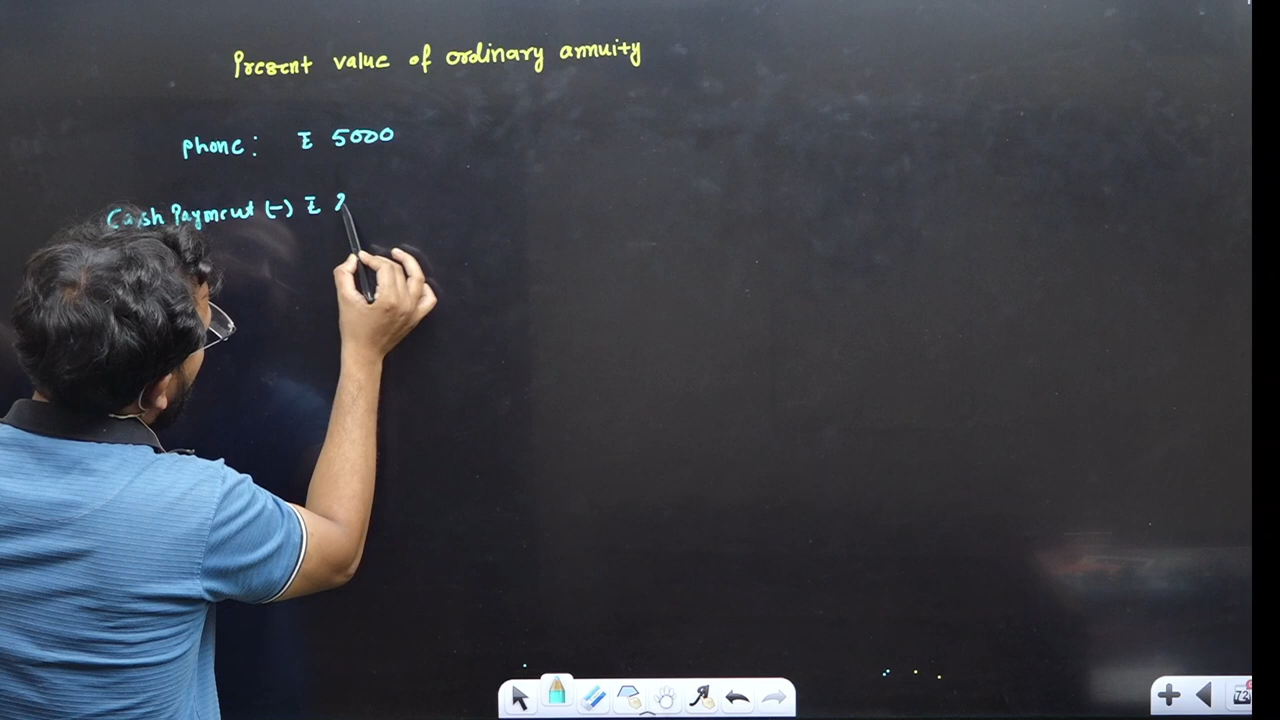 Present value of ordinary annuity
Phone: ₹ 5000
Cash Payment (-) ₹